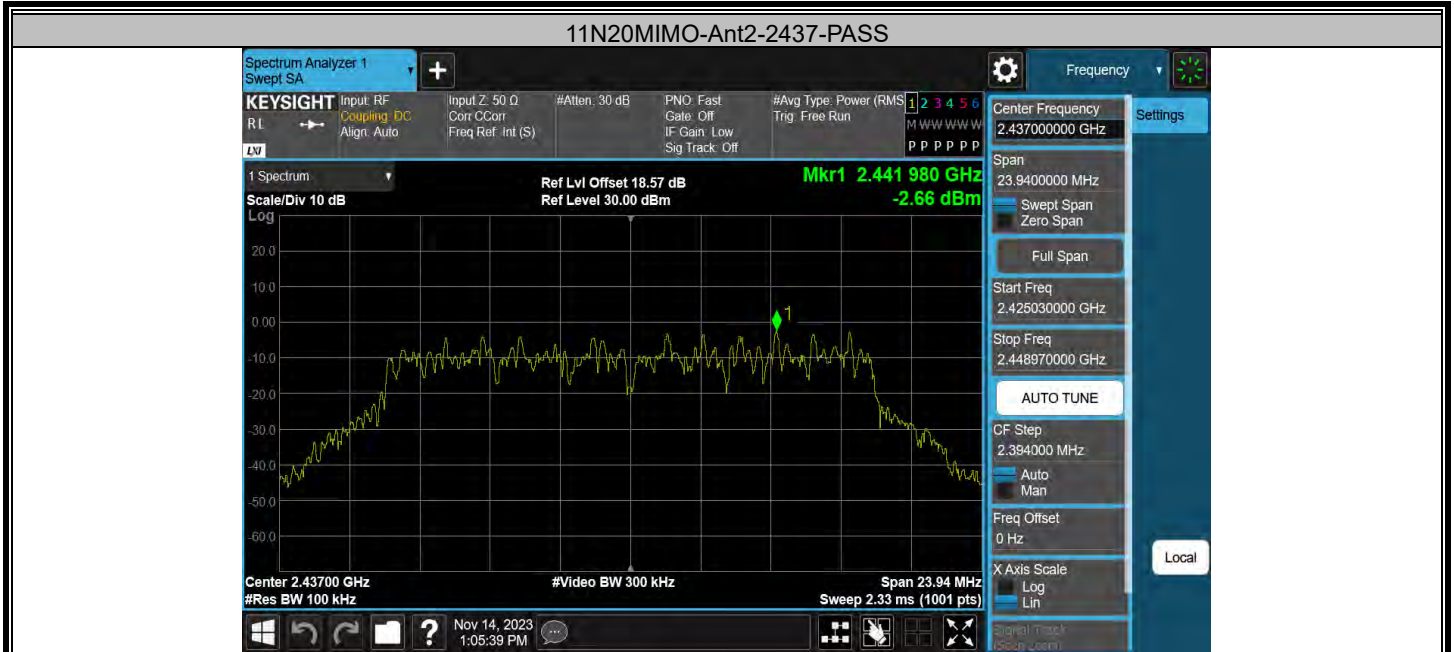 11N20MIMO-Ant2-2437-PASS
Spectrum Analyzer 1
Swept SA
Frequency
Settings
KEYSIGHT
RL
LXI
Input: RF
Coupling: DC
Align: Auto
Input Z: 50 Ω
Corr CCorr
Freq Ref: Int (S)
#Atten: 30 dB
PNO: Fast
Gate: Off
IF Gain: Low
Sig Track: Off
#Avg Type: Power (RMS
Trig: Free Run
1 2 3 4 5 6
M W W W W W
P P P P P P
1 Spectrum
Scale/Div 10 dB
Log
Ref Lvl Offset 18.57 dB
Ref Level 30.00 dBm
Mkr1 2.441 980 GHz
-2.66 dBm
20.0
10.0
0.00
-10.0
-20.0
-30.0
-40.0
-50.0
-60.0
1
Center 2.43700 GHz
#Res BW 100 kHz
#Video BW 300 kHz
Span 23.94 MHz
Sweep 2.33 ms (1001 pts)
Center Frequency
2.437000000 GHz
Span
23.9400000 MHz
Swept Span
Zero Span
Full Span
Start Freq
2.425030000 GHz
Stop Freq
2.448970000 GHz
AUTO TUNE
CF Step
2.394000 MHz
Auto
Man
Freq Offset
0 Hz
X Axis Scale
Log
Lin
Signal Track
(Span Zoom)
Local
?
Nov 14, 2023
1:05:39 PM